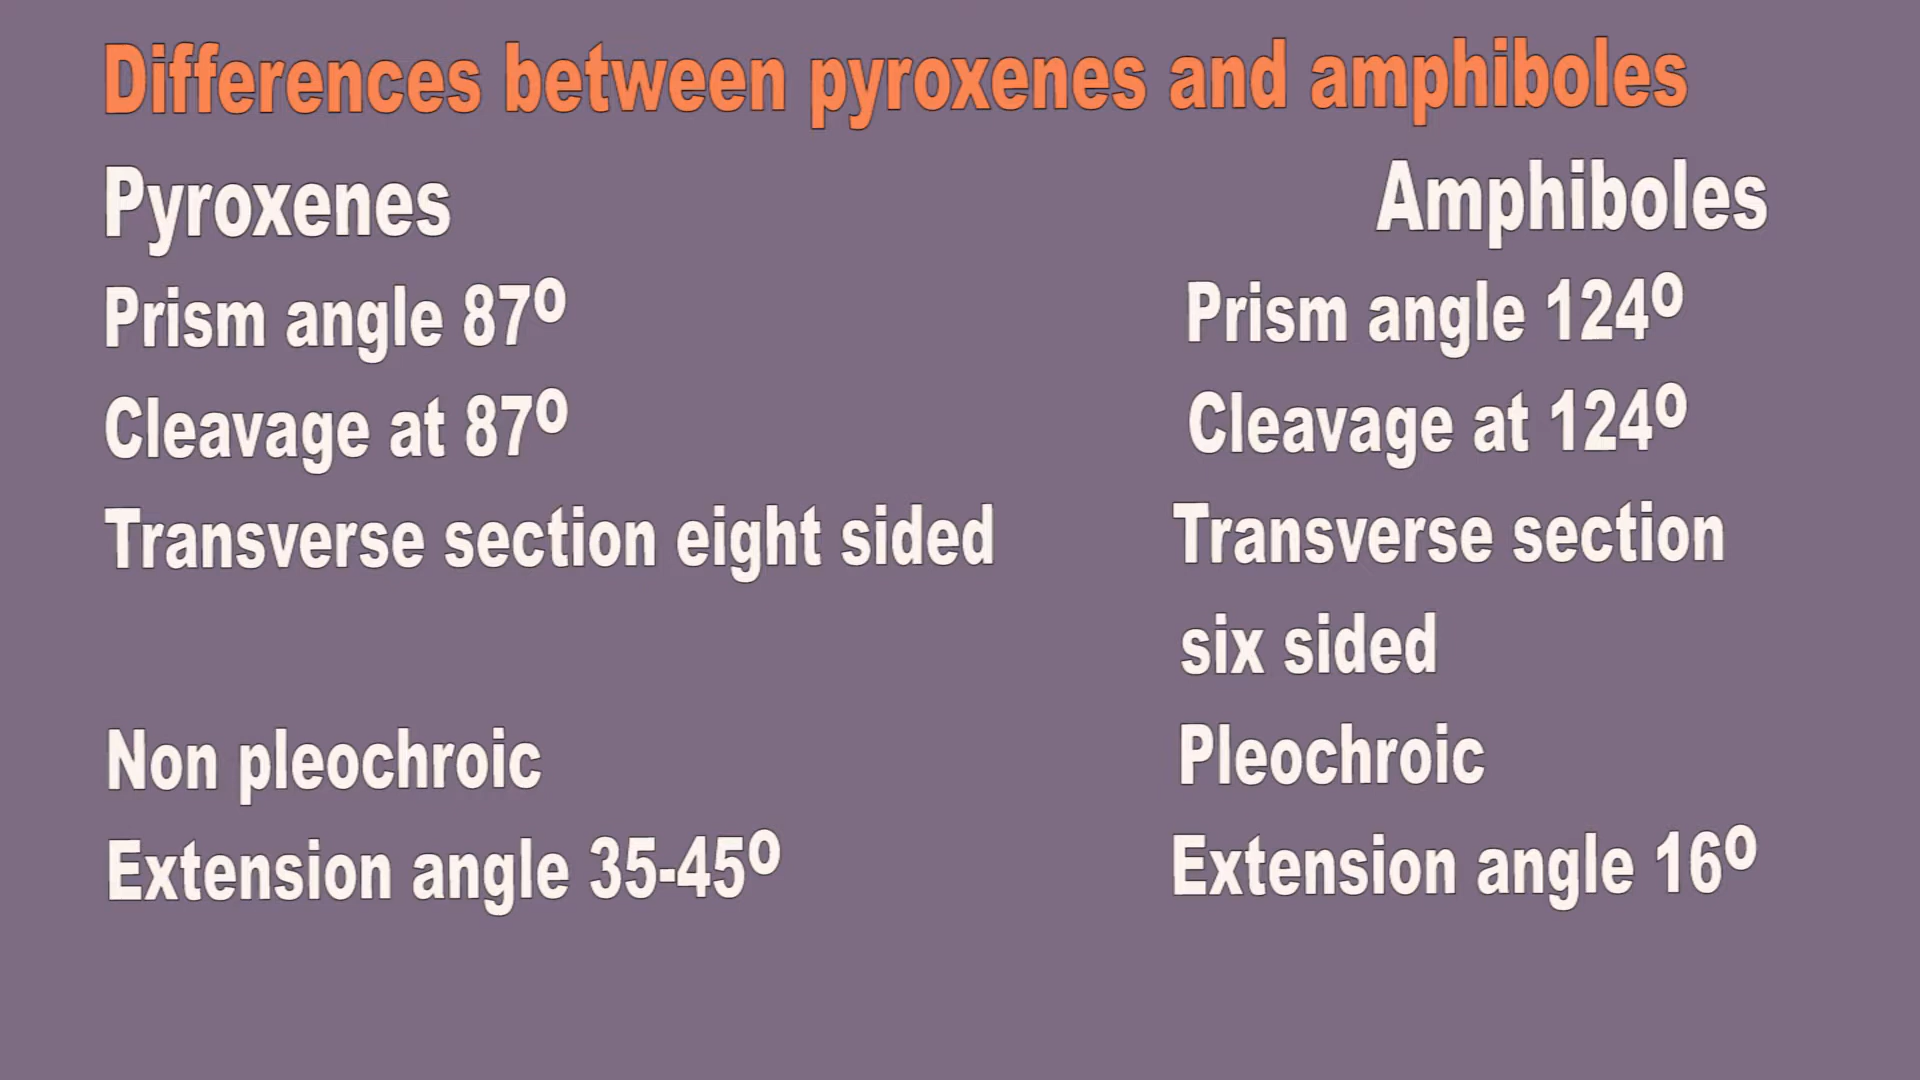 Differences between pyroxenes and amphiboles
Pyroxenes Amphiboles
Prism angle 87º Prism angle 124º
Cleavage at 87º Cleavage at 124º
Transverse section eight sided Transverse section
six sided
Non pleochroic Pleochroic
Extension angle 35-45º Extension angle 16º